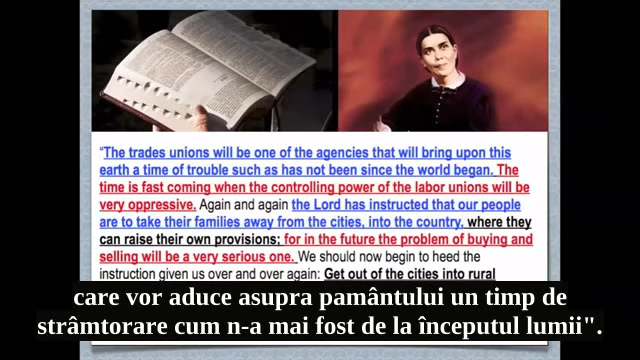 “The trades unions will be one of the agencies that will bring upon this
earth a time of trouble such as has not been since the world began. The
time is fast coming when the controlling power of the labor unions will be
very oppressive. Again and again the Lord has instructed that our people
are to take their families away from the cities, into the country, where they
can raise their own provisions; for in the future the problem of buying and
selling will be a very serious one. We should now begin to heed the
instruction given us over and over again: Get out of the cities into rural
care vor aduce asupra pamântului un timp de
strâmtorare cum n-a mai fost de la începutul lumii".